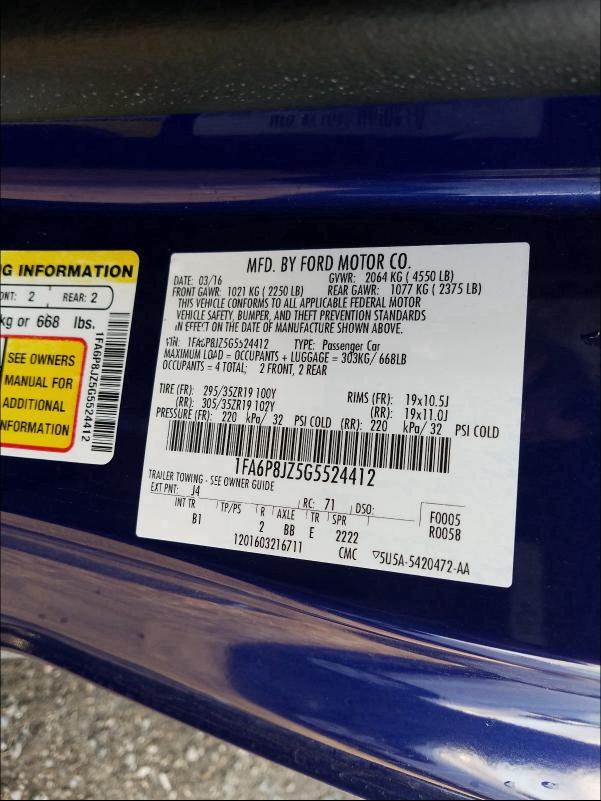 G INFORMATION
NT: 2 REAR: 2
kg or 668 lbs.
SEE OWNERS
MANUAL FOR
ADDITIONAL
INFORMATION
1FA6P8JZ5G5524412
MFD. BY FORD MOTOR CO.
DATE: 03/16 GVWR: 2064 KG ( 4550 LB)
FRONT GAWR: 1021 KG ( 2250 LB) REAR GAWR: 1077 KG ( 2375 LB)
THIS VEHICLE CONFORMS TO ALL APPLICABLE FEDERAL MOTOR
VEHICLE SAFETY, BUMPER, AND THEFT PREVENTION STANDARDS
IN EFFECT ON THE DATE OF MANUFACTURE SHOWN ABOVE.
VIN: 1FA6P8JZ5G5524412 TYPE: Passenger Car
MAXIMUM LOAD = OCCUPANTS + LUGGAGE = 303KG/ 668LB
OCCUPANTS = 4 TOTAL; 2 FRONT, 2 REAR
TIRE (FR): 295/35ZR19 100Y RIMS (FR): 19x10.5J
(RR): 305/35ZR19 102Y (RR): 19x11.0J
PRESSURE (FR): 220 kPa/ 32 PSI COLD (RR): 220 kPa/ 32 PSI COLD
1FA6P8JZ5G5524412
TRAILER TOWING - SEE OWNER GUIDE
EXT PNT: J4 RC: 71 DSO:
INT TR TP/PS R AXLE TR SPR F0005
B1 2 BB E 2222 R0058
1201603216711 CMC ▽5U5A-5420472-AA